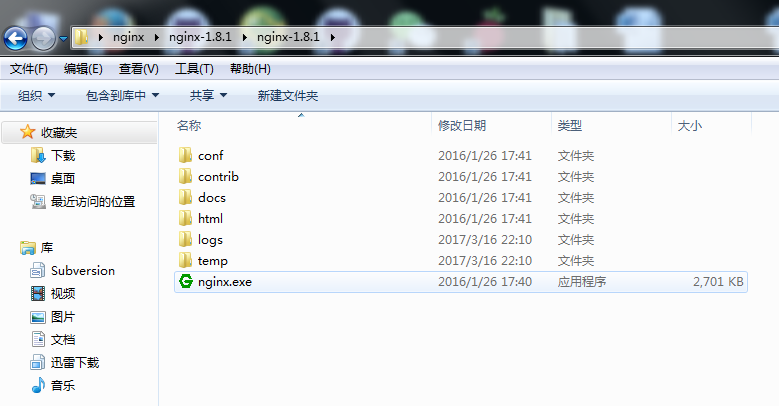 nginx ▸ nginx-1.8.1 ▸ nginx-1.8.1 ▸
文件(F) 编辑(E) 查看(V) 工具(T) 帮助(H)
组织 包含到库中 共享 新建文件夹
收藏夹
下载
桌面
最近访问的位置
库
Subversion
视频
图片
文档
迅雷下载
音乐
名称 修改日期 类型 大小
conf 2016/1/26 17:41 文件夹
contrib 2016/1/26 17:41 文件夹
docs 2016/1/26 17:41 文件夹
html 2016/1/26 17:41 文件夹
logs 2017/3/16 22:10 文件夹
temp 2017/3/16 22:10 文件夹
nginx.exe 2016/1/26 17:40 应用程序 2,701 KB